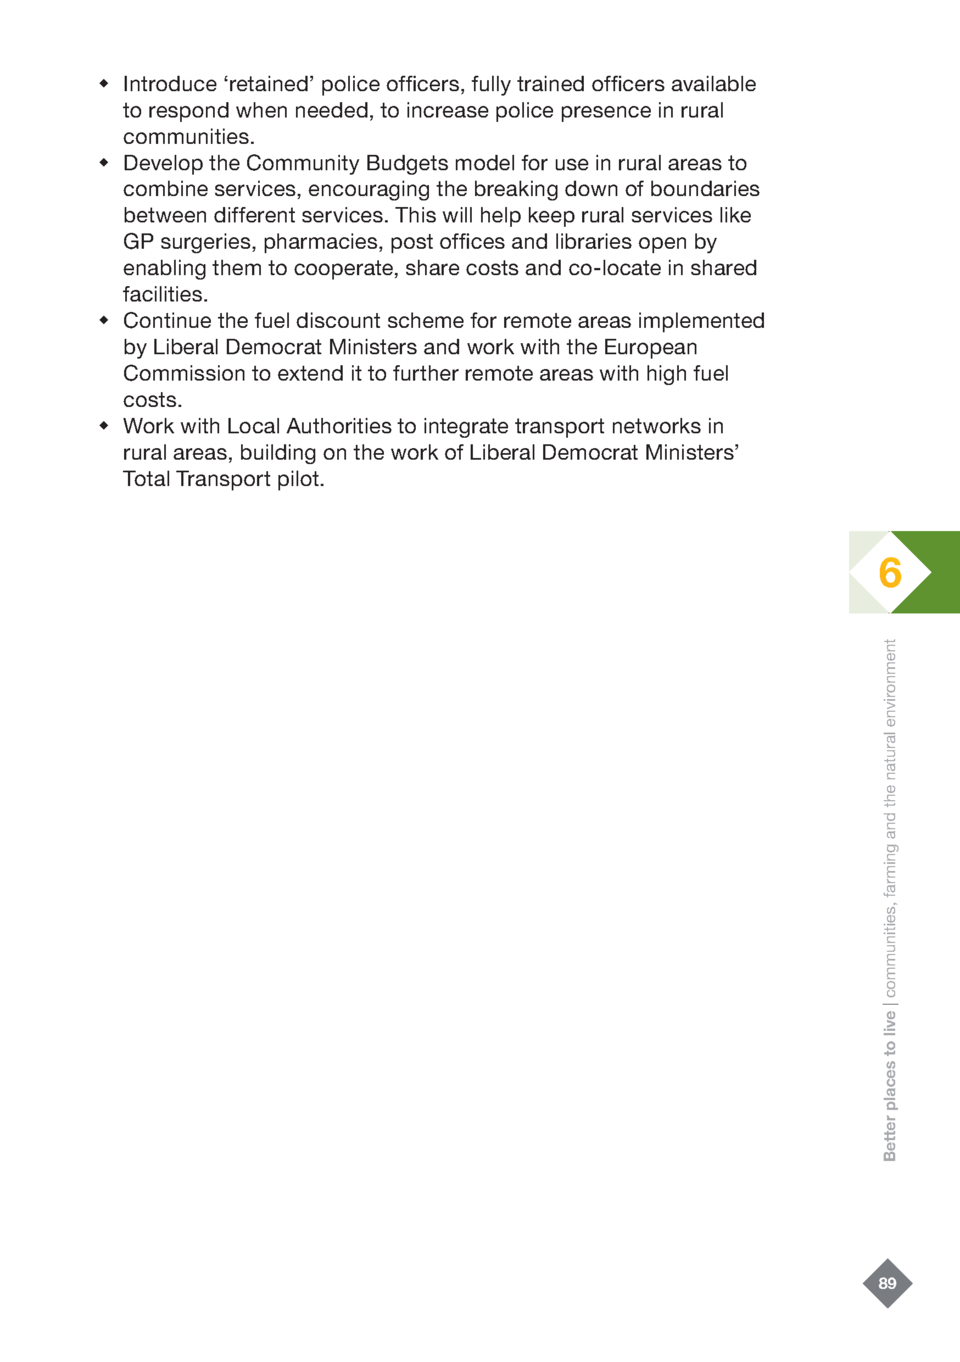 ◆ Introduce ‘retained’ police officers, fully trained officers available
to respond when needed, to increase police presence in rural
communities.
◆ Develop the Community Budgets model for use in rural areas to
combine services, encouraging the breaking down of boundaries
between different services. This will help keep rural services like
GP surgeries, pharmacies, post offices and libraries open by
enabling them to cooperate, share costs and co-locate in shared
facilities.
◆ Continue the fuel discount scheme for remote areas implemented
by Liberal Democrat Ministers and work with the European
Commission to extend it to further remote areas with high fuel
costs.
◆ Work with Local Authorities to integrate transport networks in
rural areas, building on the work of Liberal Democrat Ministers’
Total Transport pilot.
6
Better places to live | communities, farming and the natural environment
89